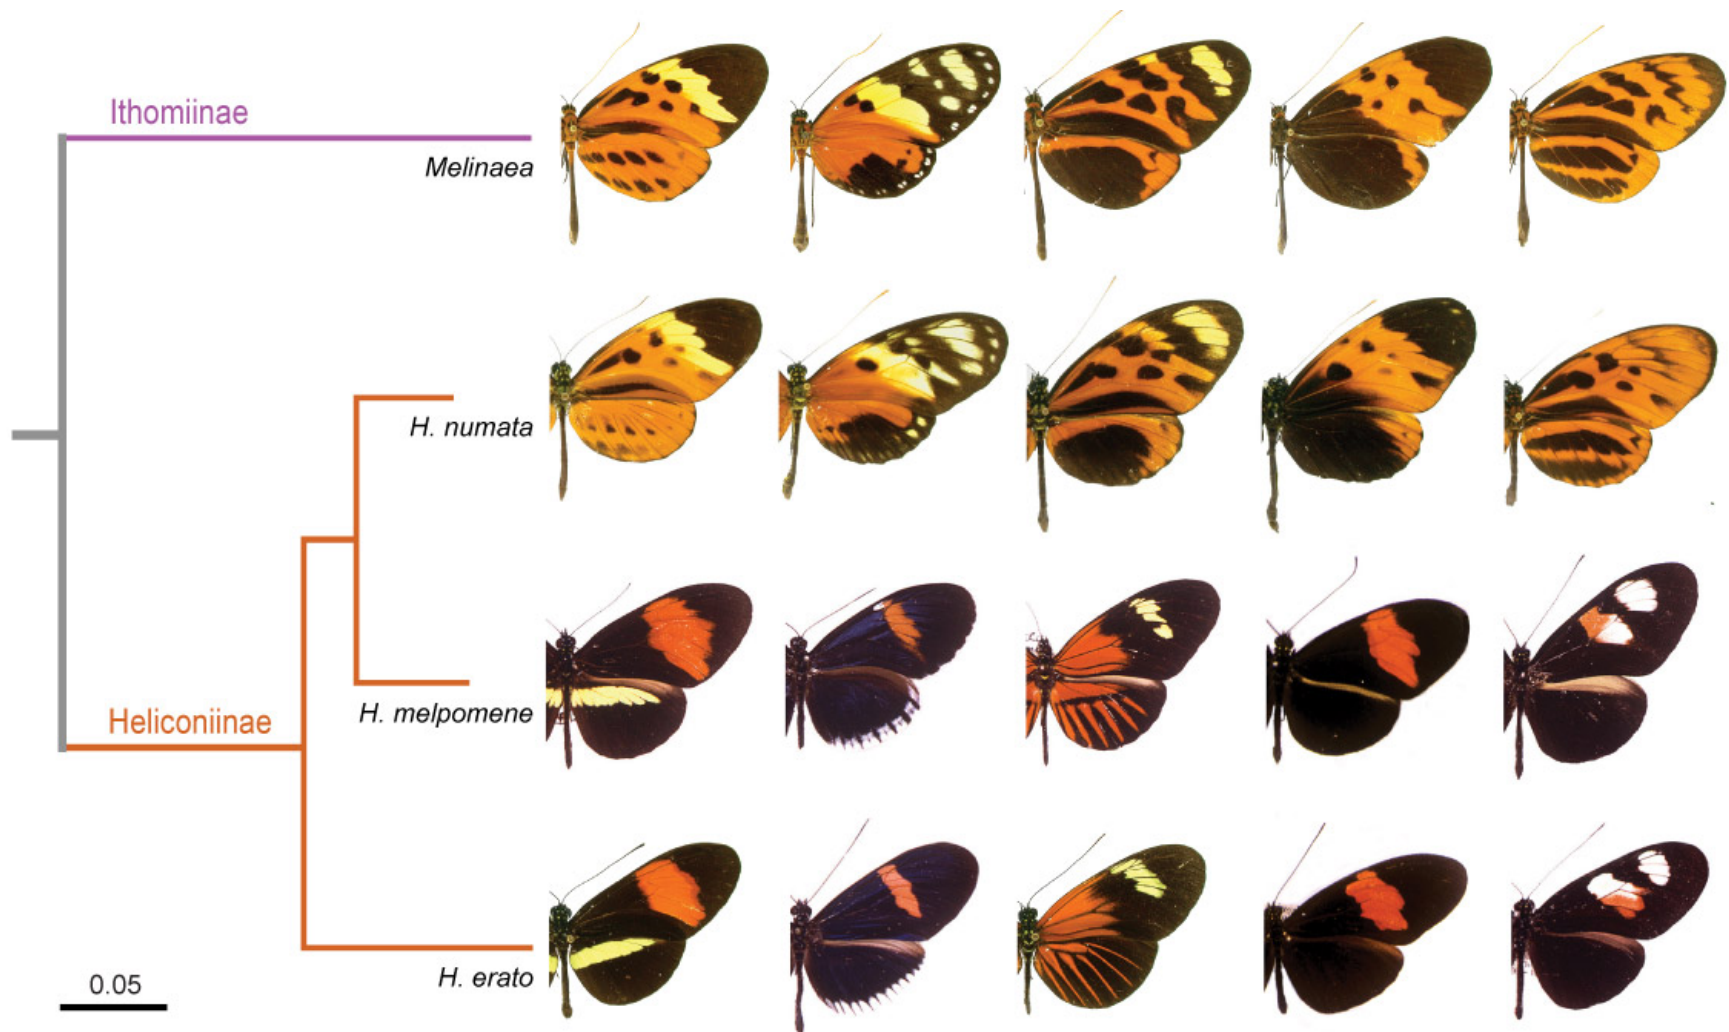 Ithomiinae
Melinaea
H. numata
H. melpomene
Heliconiinae
H. erato
0.05